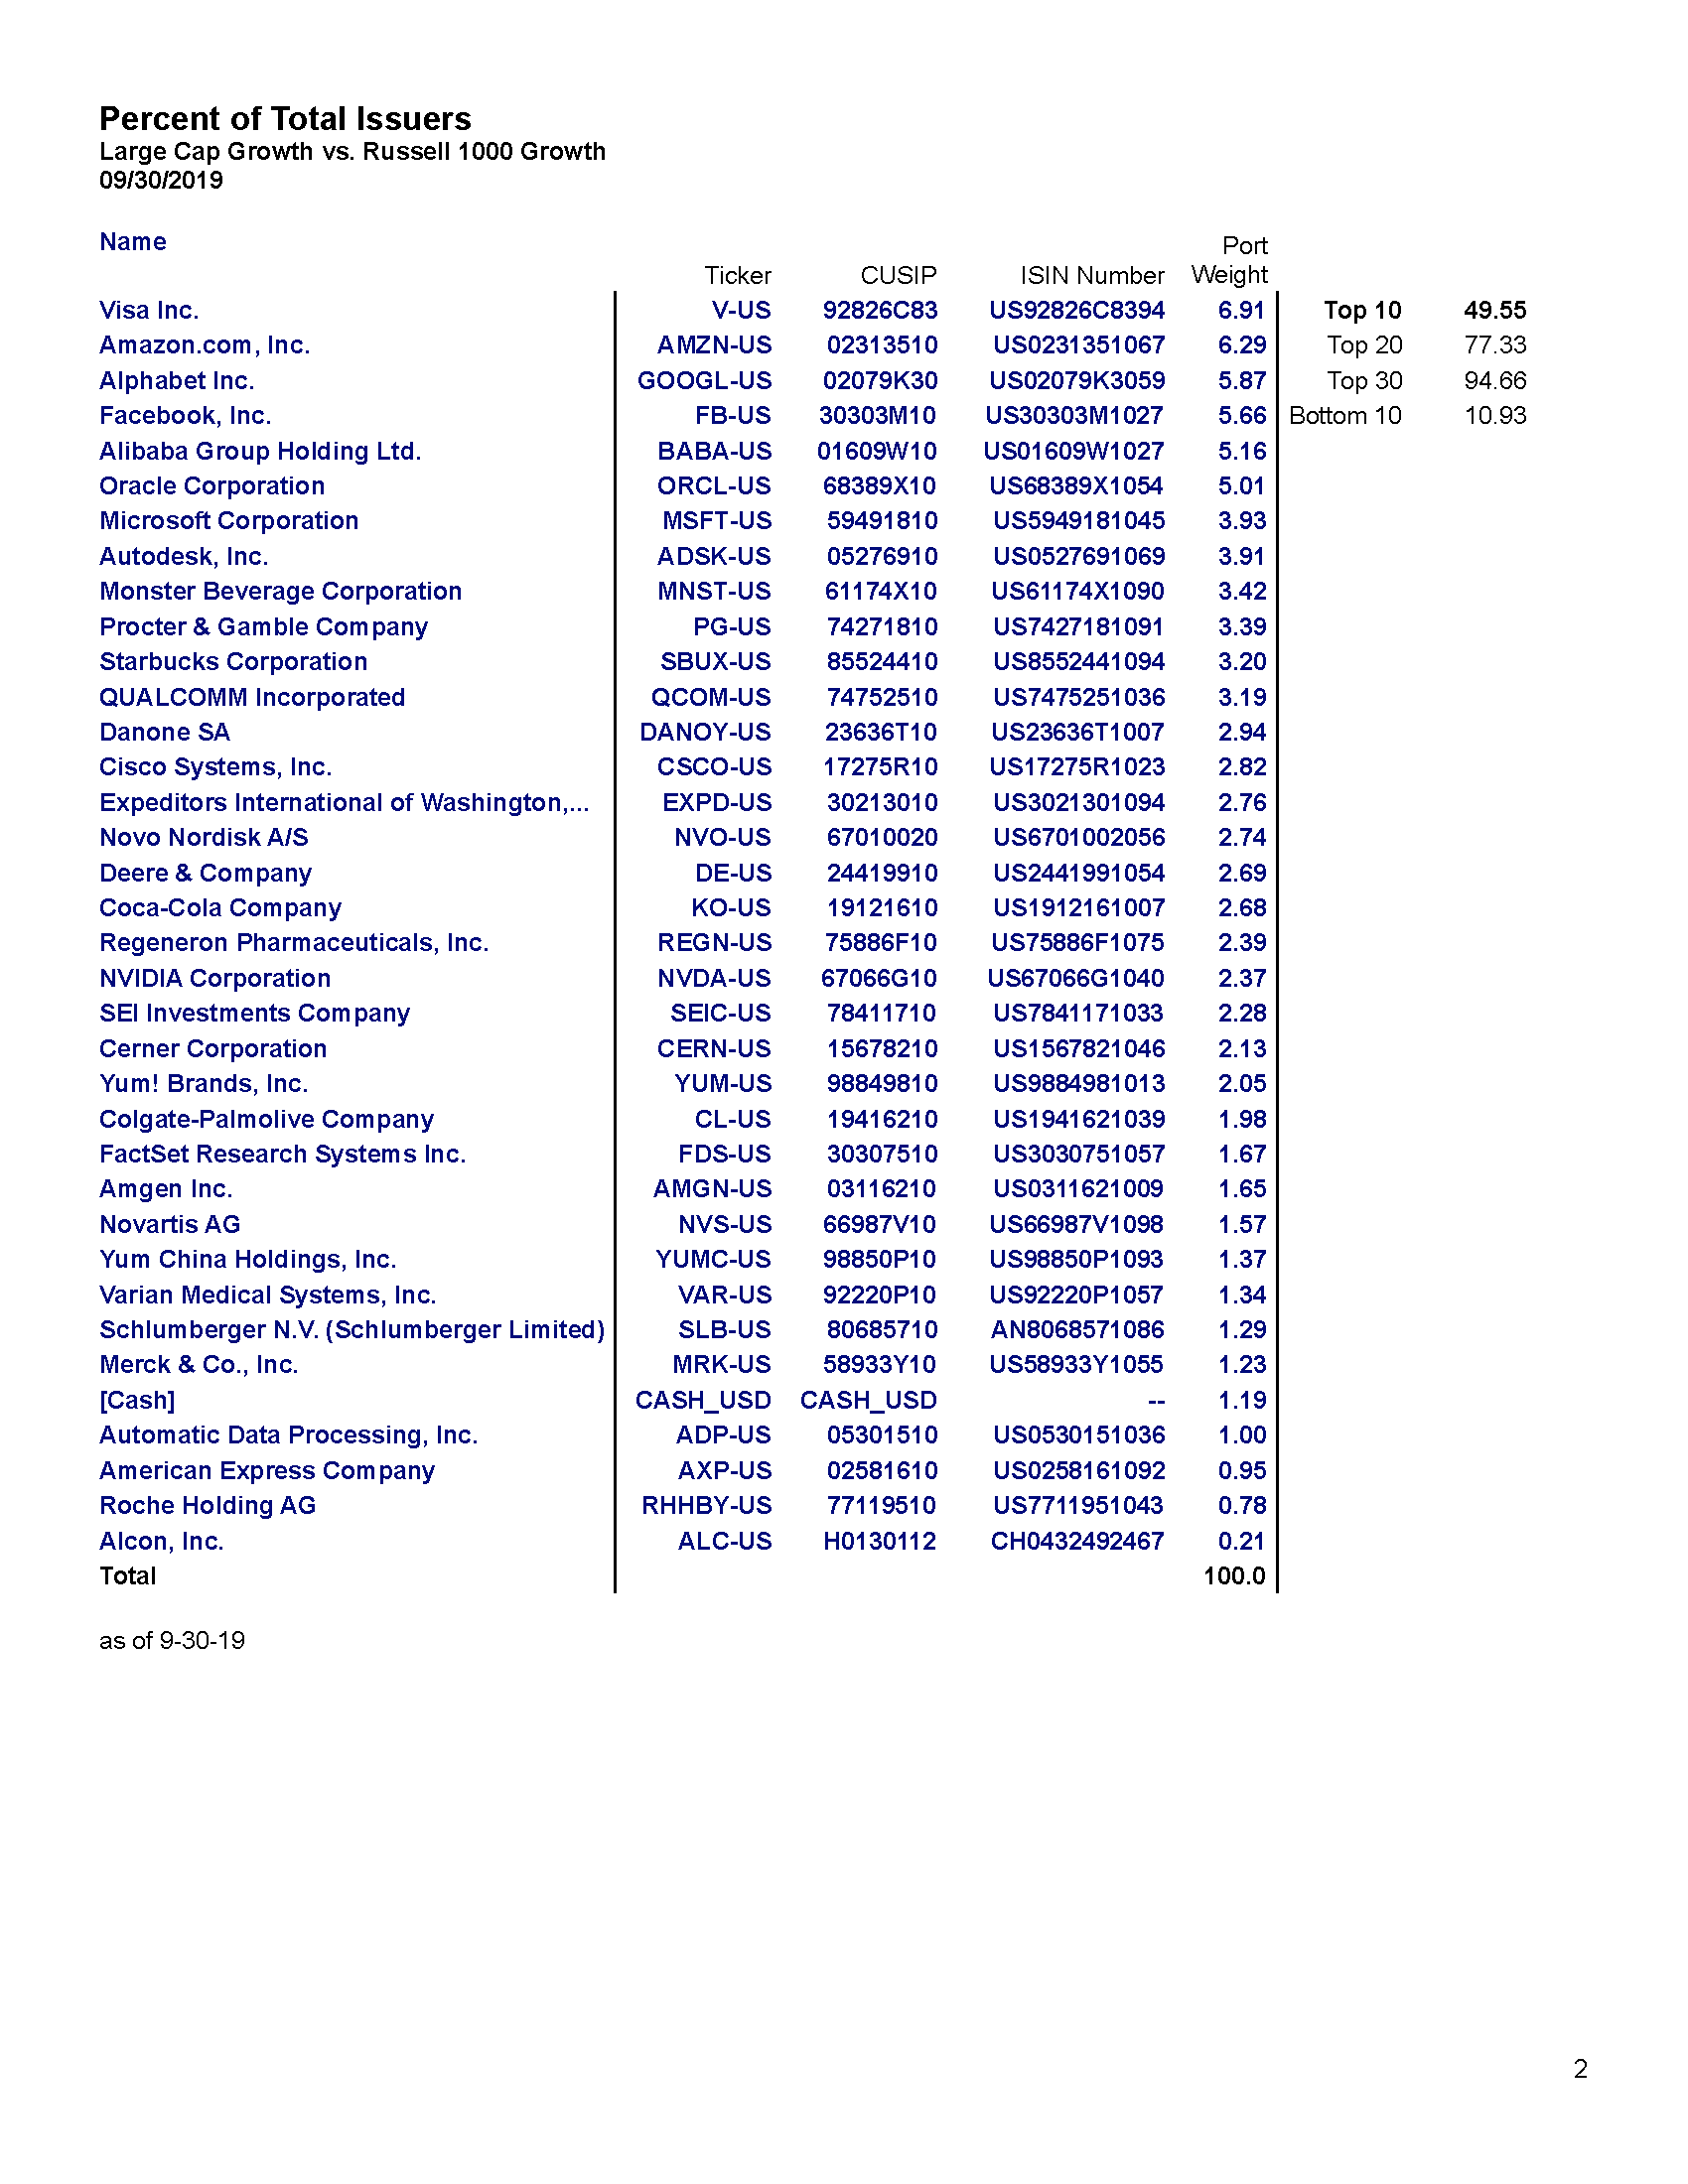 Percent of Total Issuers
Large Cap Growth vs. Russell 1000 Growth
09/30/2019
Name Ticker CUSIP ISIN Number Port Weight
Visa Inc. V-US 92826C83 US92826C8394 6.91 Top 10 49.55
Amazon.com, Inc. AMZN-US 02313510 US0231351067 6.29 Top 20 77.33
Alphabet Inc. GOOGL-US 02079K30 US02079K3059 5.87 Top 30 94.66
Facebook, Inc. FB-US 30303M10 US30303M1027 5.66 Bottom 10 10.93
Alibaba Group Holding Ltd. BABA-US 01609W10 US01609W1027 5.16
Oracle Corporation ORCL-US 68389X10 US68389X1054 5.01
Microsoft Corporation MSFT-US 59491810 US5949181045 3.93
Autodesk, Inc. ADSK-US 05276910 US0527691069 3.91
Monster Beverage Corporation MNST-US 61174X10 US61174X1090 3.42
Procter & Gamble Company PG-US 74271810 US7427181091 3.39
Starbucks Corporation SBUX-US 85524410 US8552441094 3.20
QUALCOMM Incorporated QCOM-US 74752510 US7475251036 3.19
Danone SA DANOY-US 23636T10 US23636T1007 2.94
Cisco Systems, Inc. CSCO-US 17275R10 US17275R1023 2.82
Expeditors International of Washington,... EXPD-US 30213010 US3021301094 2.76
Novo Nordisk A/S NVO-US 67010020 US6701002056 2.74
Deere & Company DE-US 24419910 US2441991054 2.69
Coca-Cola Company KO-US 19121610 US1912161007 2.68
Regeneron Pharmaceuticals, Inc. REGN-US 75886F10 US75886F1075 2.39
NVIDIA Corporation NVDA-US 67066G10 US67066G1040 2.37
SEI Investments Company SEIC-US 78411710 US7841171033 2.28
Cerner Corporation CERN-US 15678210 US1567821046 2.13
Yum! Brands, Inc. YUM-US 98849810 US9884981013 2.05
Colgate-Palmolive Company CL-US 19416210 US1941621039 1.98
FactSet Research Systems Inc. FDS-US 30307510 US3030751057 1.67
Amgen Inc. AMGN-US 03116210 US0311621009 1.65
Novartis AG NVS-US 66987V10 US66987V1098 1.57
Yum China Holdings, Inc. YUMC-US 98850P10 US98850P1093 1.37
Varian Medical Systems, Inc. VAR-US 92220P10 US92220P1057 1.34
Schlumberger N.V. (Schlumberger Limited) SLB-US 80685710 AN8068571086 1.29
Merck & Co., Inc. MRK-US 58933Y10 US58933Y1055 1.23
[Cash] CASH_USD CASH_USD -- 1.19
Automatic Data Processing, Inc. ADP-US 05301510 US0530151036 1.00
American Express Company AXP-US 02581610 US0258161092 0.95
Roche Holding AG RHHBY-US 77119510 US7711951043 0.78
Alcon, Inc. ALC-US H0130112 CH0432492467 0.21
Total 100.0
as of 9-30-19
2